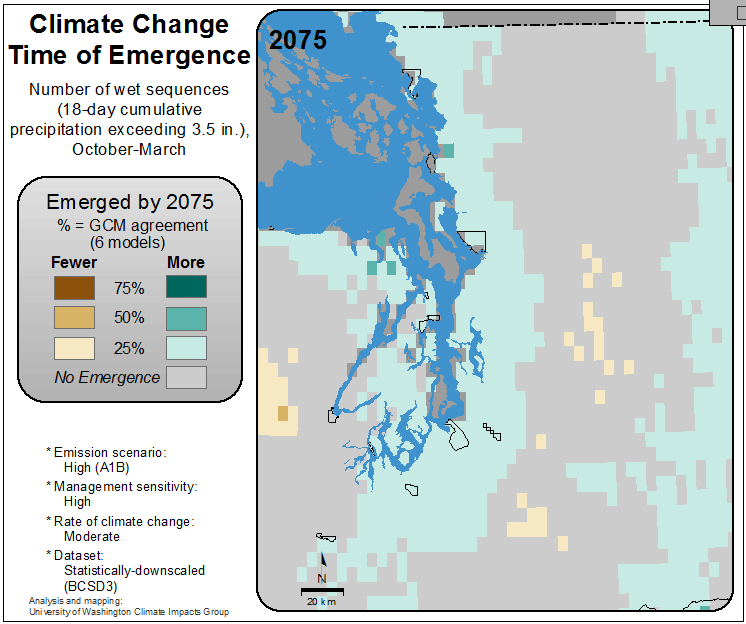 Climate Change
Time of Emergence
Number of wet sequences
(18-day cumulative
precipitation exceeding 3.5 in.),
October-March
Emerged by 2075
% = GCM agreement
(6 models)
Fewer More
75%
50%
25%
No Emergence
* Emission scenario:
High (A1B)
* Management sensitivity:
High
* Rate of climate change:
Moderate
* Dataset:
Statistically-downscaled
(BCSD3)
Analysis and mapping:
University of Washington Climate Impacts Group
2075
N
20 km